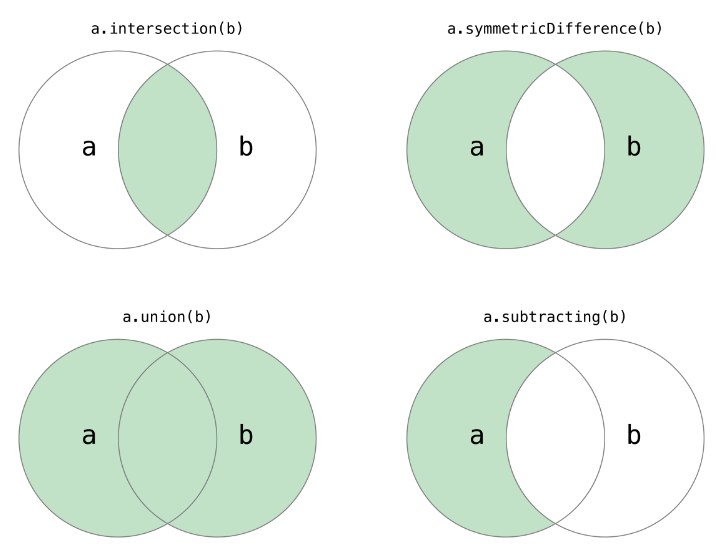 a.intersection(b)
a.symmetricDifference(b)
a b
a b
a.union(b)
a.subtracting(b)
a b
a b